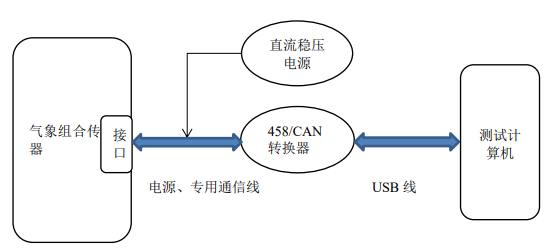 直流稳压
电源
气象组合传
器
接
口
458/CAN
转换器
测试计
算机
电源、专用通信线
USB 线